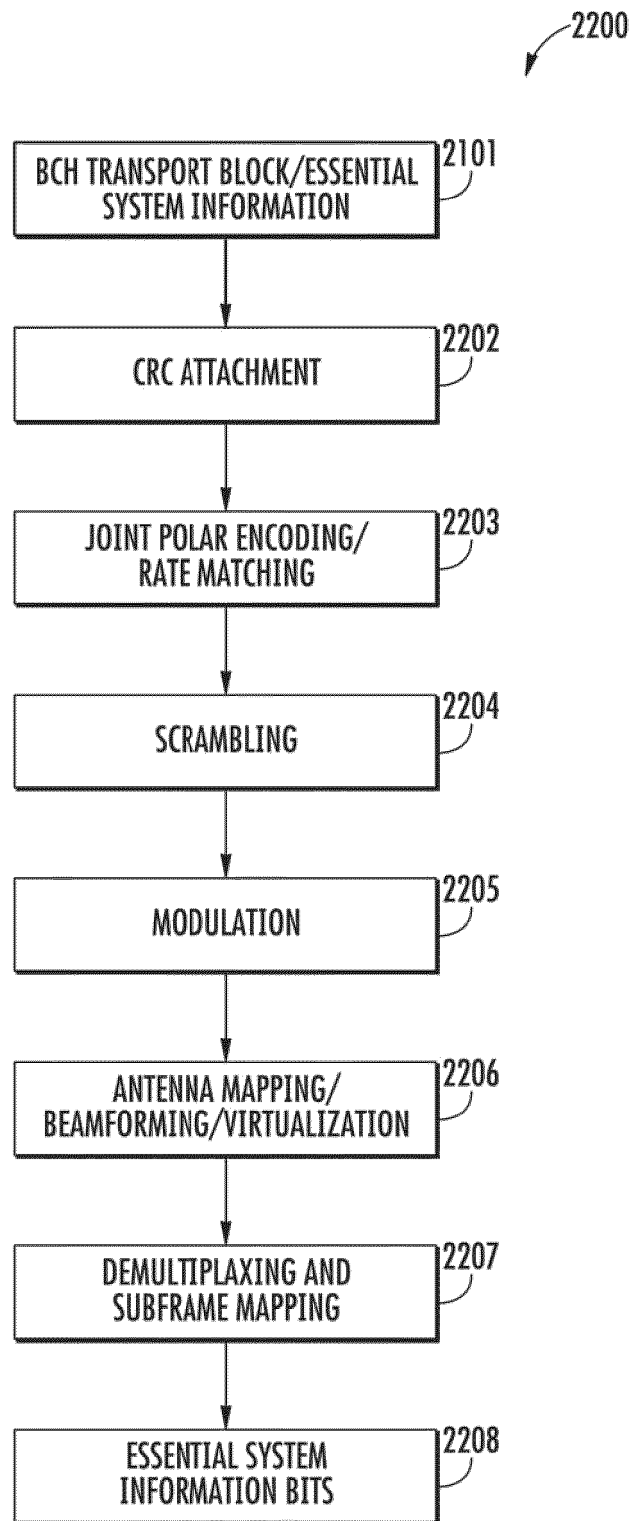 2200
BCH TRANSPORT BLOCK/ESSENTIAL
SYSTEM INFORMATION
2101
CRC ATTACHMENT
2202
JOINT POLAR ENCODING/
RATE MATCHING
2203
SCRAMBLING
2204
MODULATION
2205
ANTENNA MAPPING/
BEAMFORMING/VIRTUALIZATION
2206
DEMULTIPLAXING AND
SUBFRAME MAPPING
2207
ESSENTIAL SYSTEM
INFORMATION BITS
2208